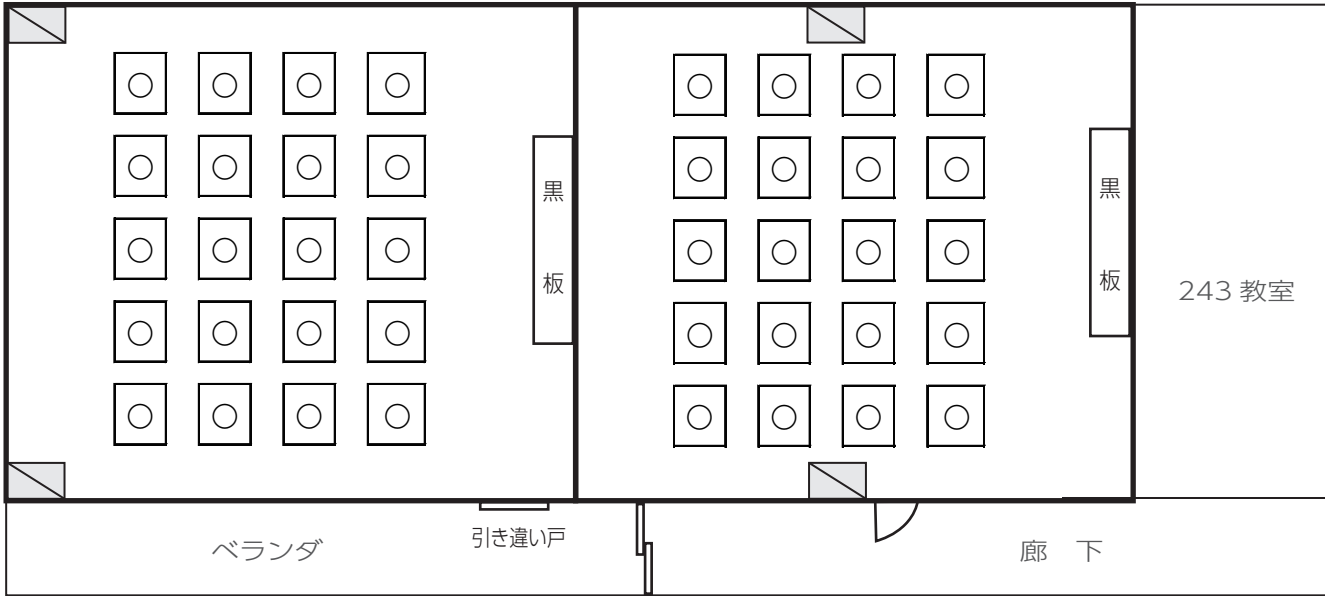 黒板
黒板
243 教室
ベランダ
引き違い戸
廊 下